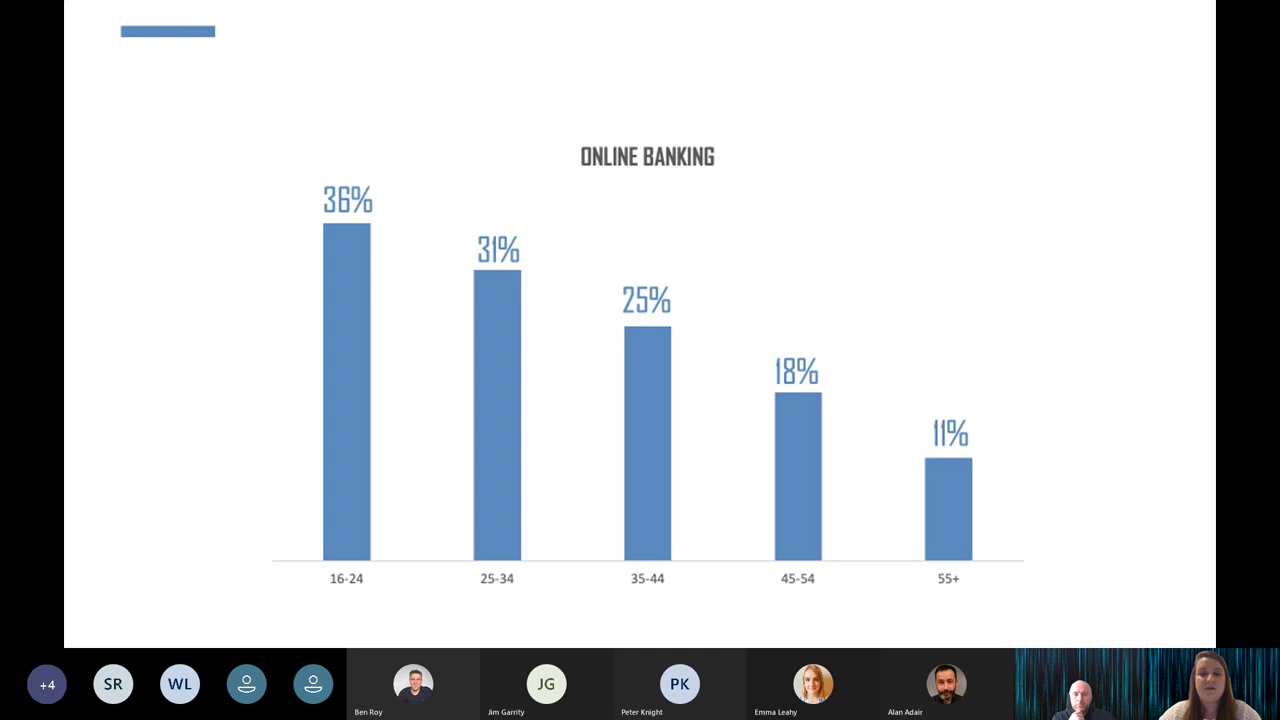 ONLINE BANKING
36%
31%
25%
18%
11%
16-24
25-34
35-44
45-54
55+
+4
SR
WL
JG
PK
Ben Roy
Jim Garrity
Peter Knight
Emma Leahy
Alan Adair